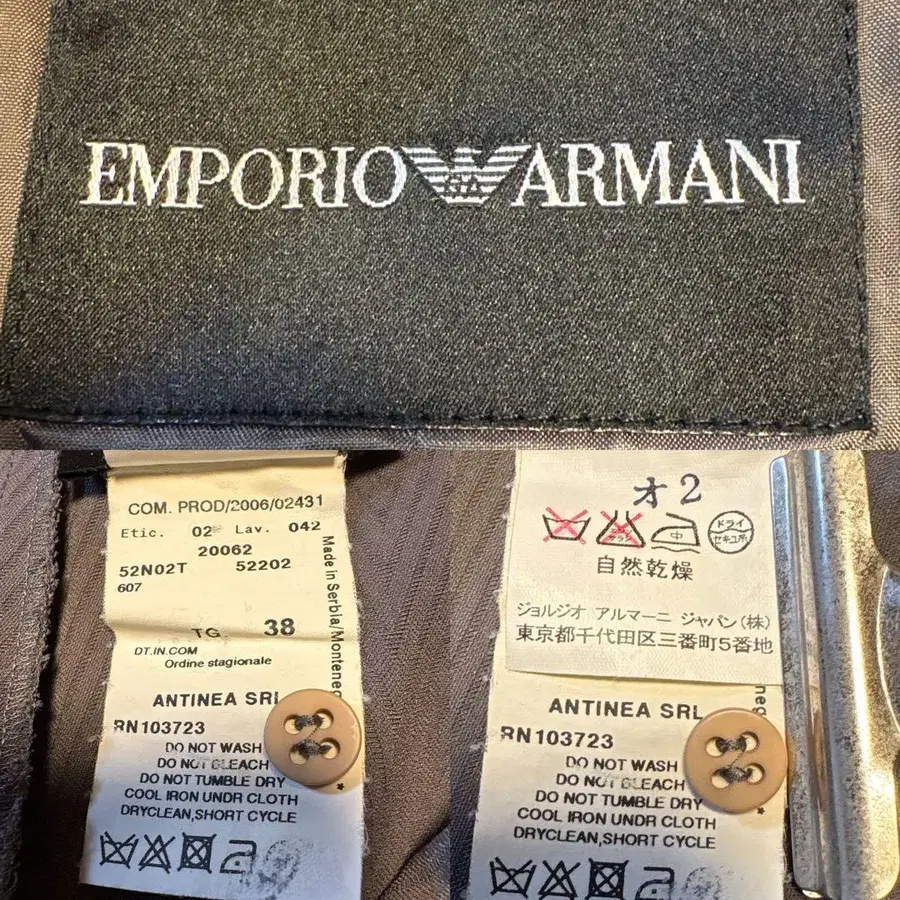 EMPORIO ARMANI
COM. PROD/2006/02431
Etic. 02 Lav. 042
20062
52N02T 52202
607
TG. 38
DT.IN.COM
Ordine stagionale
Made in Serbia/Monteneg
ANTINEA SRL
RN103723
DO NOT WASH
DO NOT BLEACH
DO NOT TUMBLE DRY
COOL IRON UNDR CLOTH
DRYCLEAN,SHORT CYCLE
オ2
中
ドライ
セキユ系
自然乾燥
ジョルジオ アルマーニ ジャパン(株)
東京都千代田区三番町5番地
ANTINEA SRL
RN103723
DO NOT WASH
DO NOT BLEACH
DO NOT TUMBLE DRY
COOL IRON UNDR CLOTH
DRYCLEAN,SHORT CYCLE